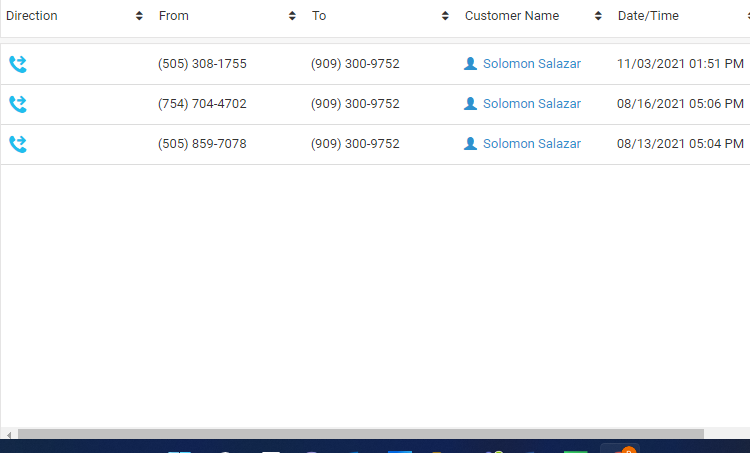 Direction From To Customer Name Date/Time
(505) 308-1755 (909) 300-9752 Solomon Salazar 11/03/2021 01:51 PM
(754) 704-4702 (909) 300-9752 Solomon Salazar 08/16/2021 05:06 PM
(505) 859-7078 (909) 300-9752 Solomon Salazar 08/13/2021 05:04 PM